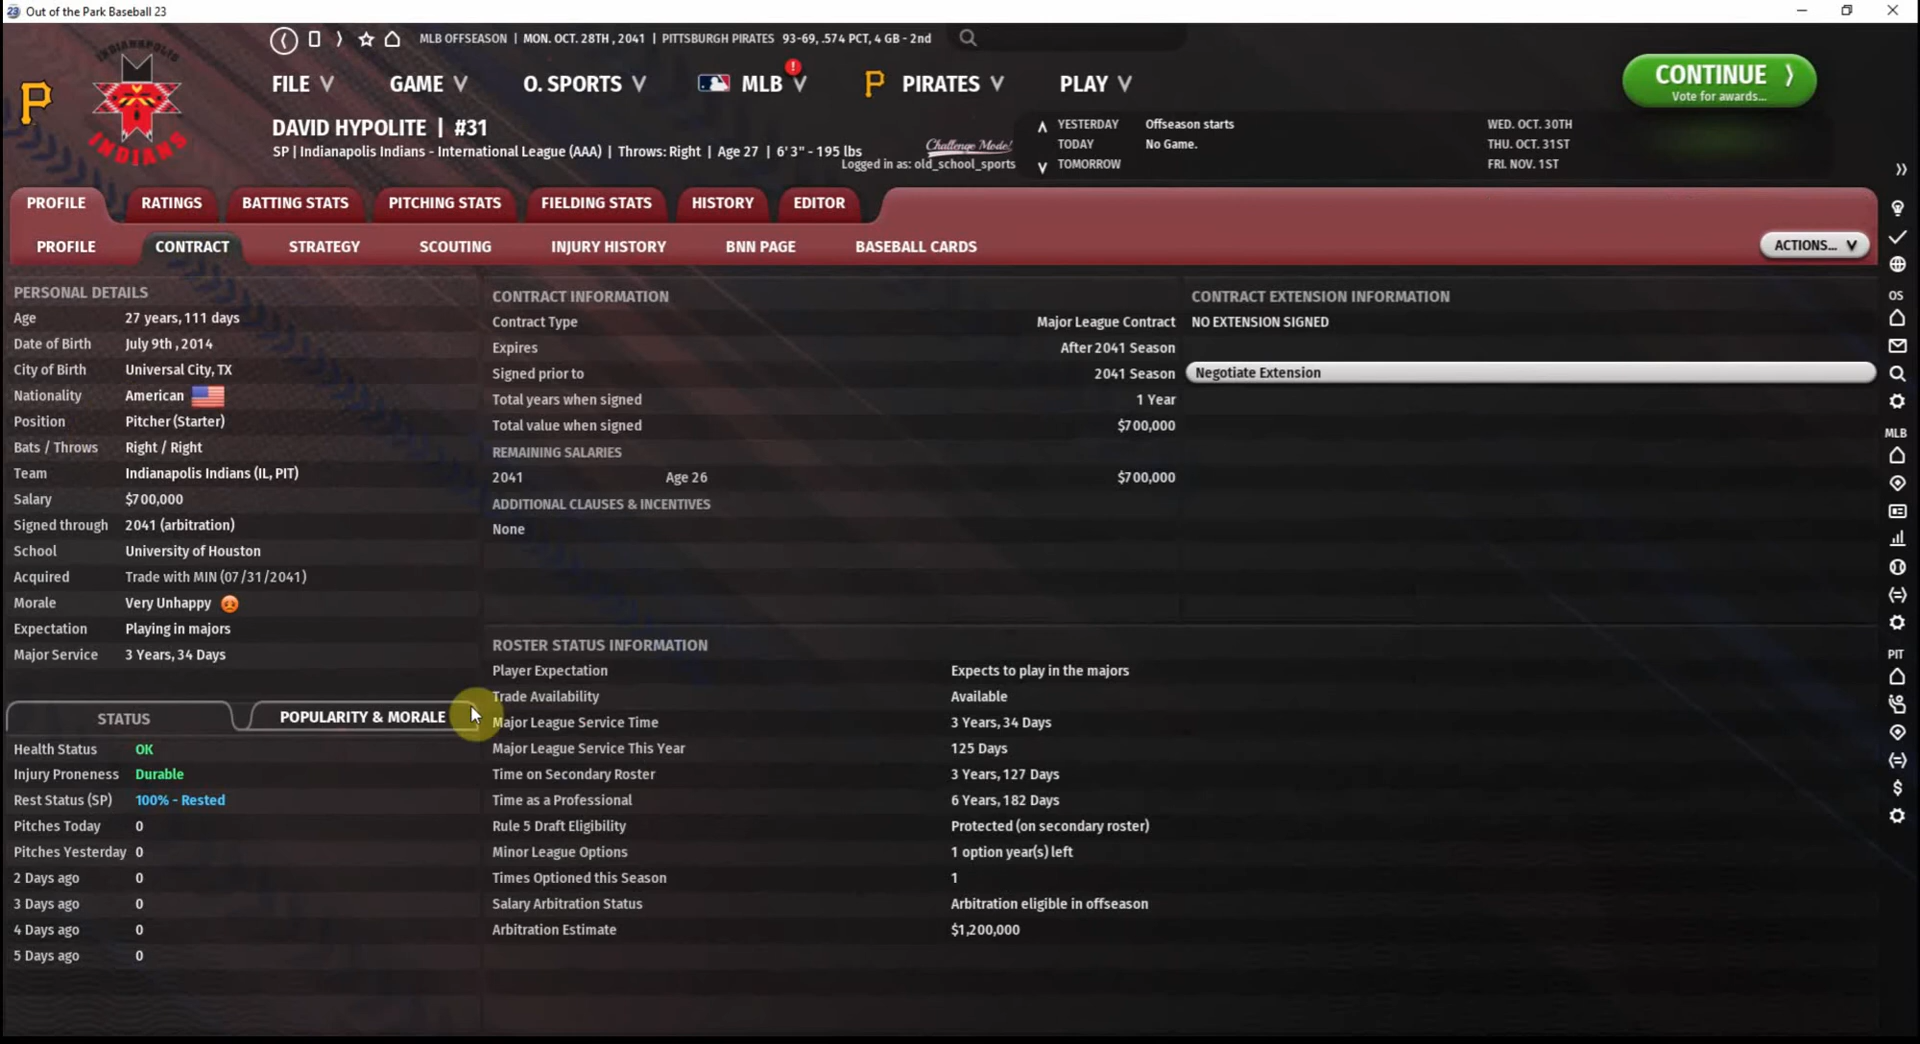 23 Out of the Park Baseball 23
MLB OFFSEASON | MON. OCT. 28TH, 2041 | PITTSBURGH PIRATES 93-69, .574 PCT, 4 GB - 2nd
INDIANAPOLIS
INDIANS
P
FILE
GAME
O. SPORTS
MLB
!
P PIRATES
PLAY
CONTINUE
Vote for awards...
DAVID HYPOLITE | #31
SP | Indianapolis Indians - International League (AAA) | Throws: Right | Age 27 | 6' 3" - 195 lbs
Challenge Mode!
Logged in as: old_school_sports
YESTERDAY Offseason starts
TODAY No Game.
TOMORROW
WED. OCT. 30TH
THU. OCT. 31ST
FRI. NOV. 1ST
PROFILE
RATINGS
BATTING STATS
PITCHING STATS
FIELDING STATS
HISTORY
EDITOR
PROFILE
CONTRACT
STRATEGY
SCOUTING
INJURY HISTORY
BNN PAGE
BASEBALL CARDS
ACTIONS...
PERSONAL DETAILS
Age 27 years, 111 days
Date of Birth July 9th , 2014
City of Birth Universal City, TX
Nationality American
Position Pitcher (Starter)
Bats / Throws Right / Right
Team Indianapolis Indians (IL, PIT)
Salary $700,000
Signed through 2041 (arbitration)
School University of Houston
Acquired Trade with MIN (07/31/2041)
Morale Very Unhappy
Expectation Playing in majors
Major Service 3 Years, 34 Days
STATUS
POPULARITY & MORALE
Health Status OK
Injury Proneness Durable
Rest Status (SP) 100% - Rested
Pitches Today 0
Pitches Yesterday 0
2 Days ago 0
3 Days ago 0
4 Days ago 0
5 Days ago 0
CONTRACT INFORMATION
Contract Type Major League Contract
Expires After 2041 Season
Signed prior to 2041 Season
Total years when signed 1 Year
Total value when signed $700,000
REMAINING SALARIES
2041 Age 26 $700,000
ADDITIONAL CLAUSES & INCENTIVES
None
CONTRACT EXTENSION INFORMATION
NO EXTENSION SIGNED
Negotiate Extension
ROSTER STATUS INFORMATION
Player Expectation Expects to play in the majors
Trade Availability Available
Major League Service Time 3 Years, 34 Days
Major League Service This Year 125 Days
Time on Secondary Roster 3 Years, 127 Days
Time as a Professional 6 Years, 182 Days
Rule 5 Draft Eligibility Protected (on secondary roster)
Minor League Options 1 option year(s) left
Times Optioned this Season 1
Salary Arbitration Status Arbitration eligible in offseason
Arbitration Estimate $1,200,000
OS
MLB
PIT
$